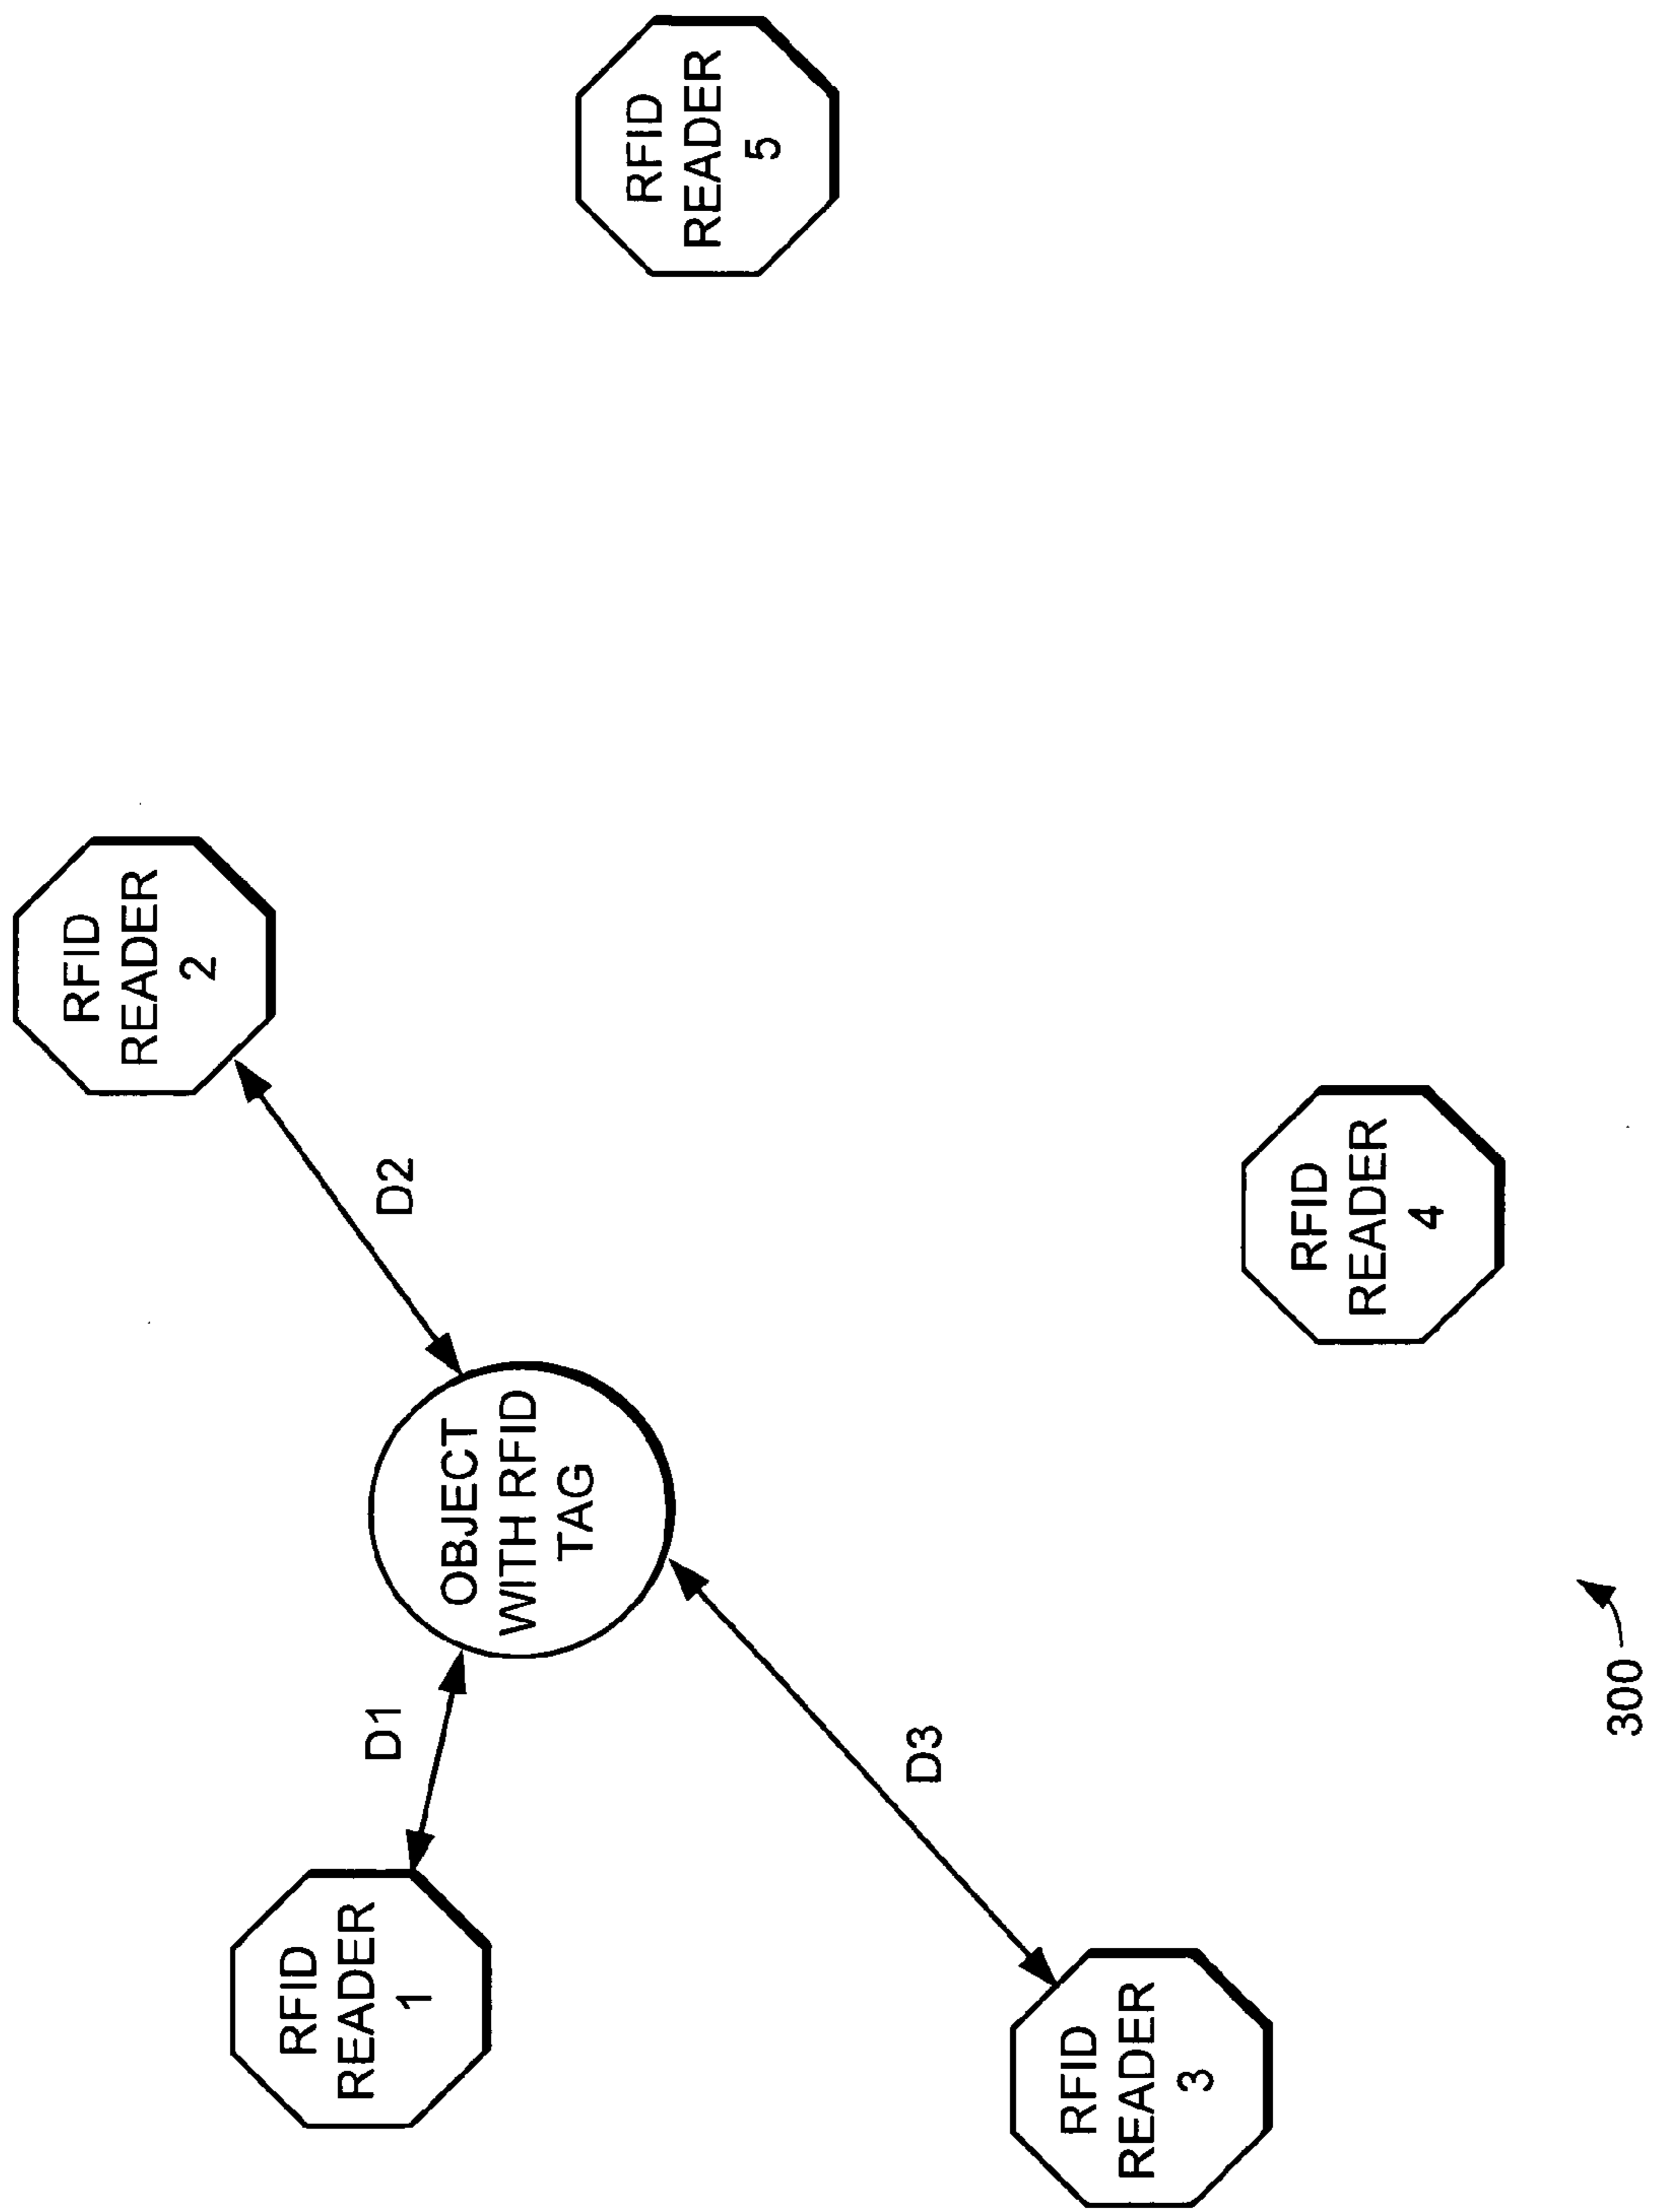 RFID
READER
1
D1
OBJECT
WITH RFID
TAG
D2
RFID
READER
2
RFID
READER
5
D3
RFID
READER
3
RFID
READER
4
300